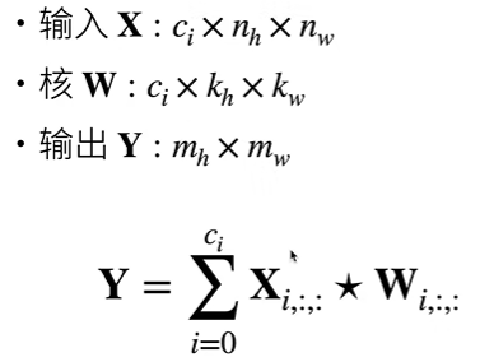 • 输入 X : c_i × n_h × n_w
• 核 W : c_i × k_h × k_w
• 输出 Y : m_h × m_w
Y = ∑_{i=0}^{c_i} X_{i,:,:} ⋆ W_{i,:,:}